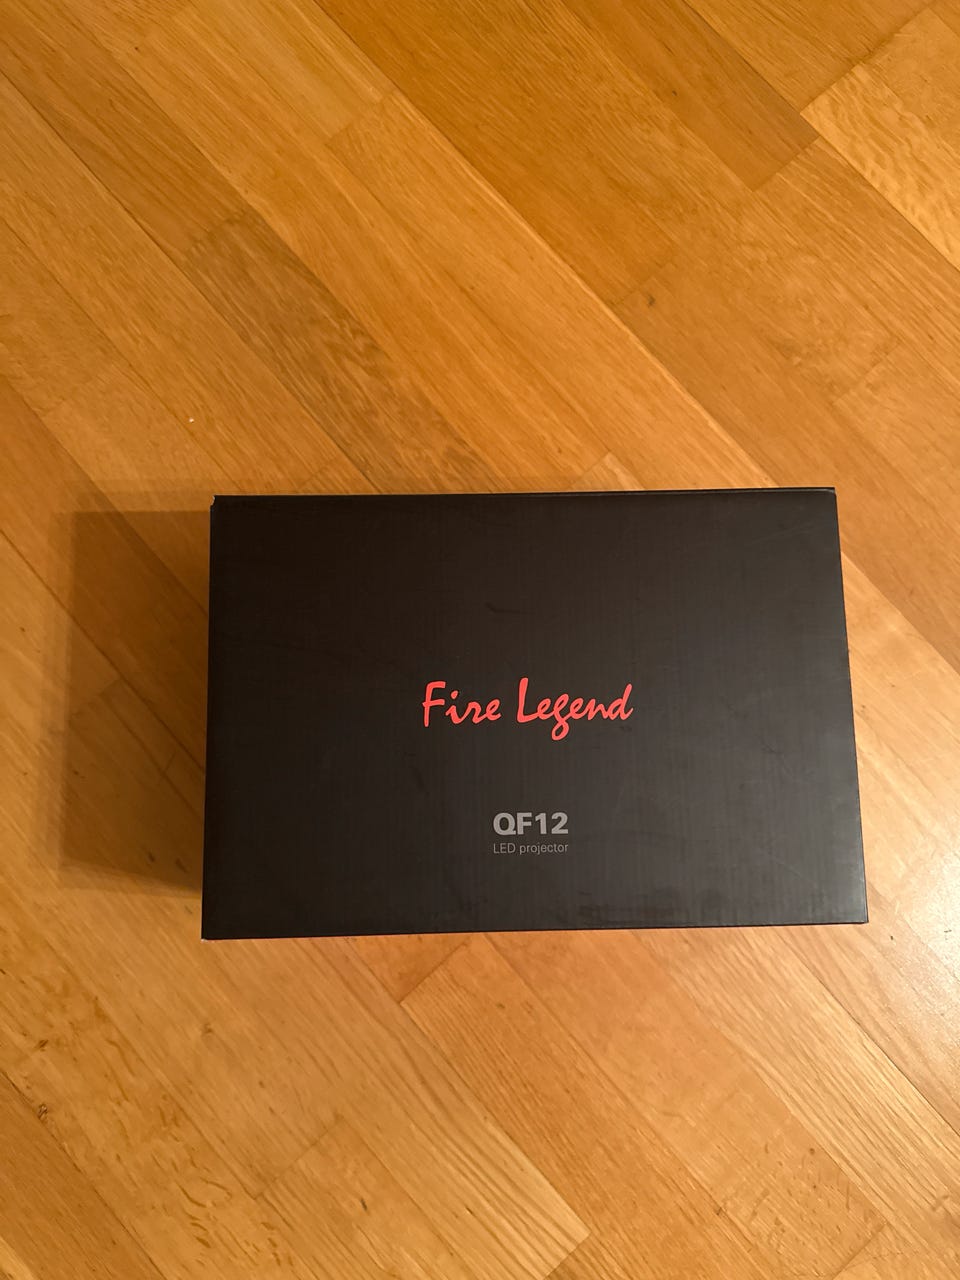 Fire Legend
QF12
LED projector